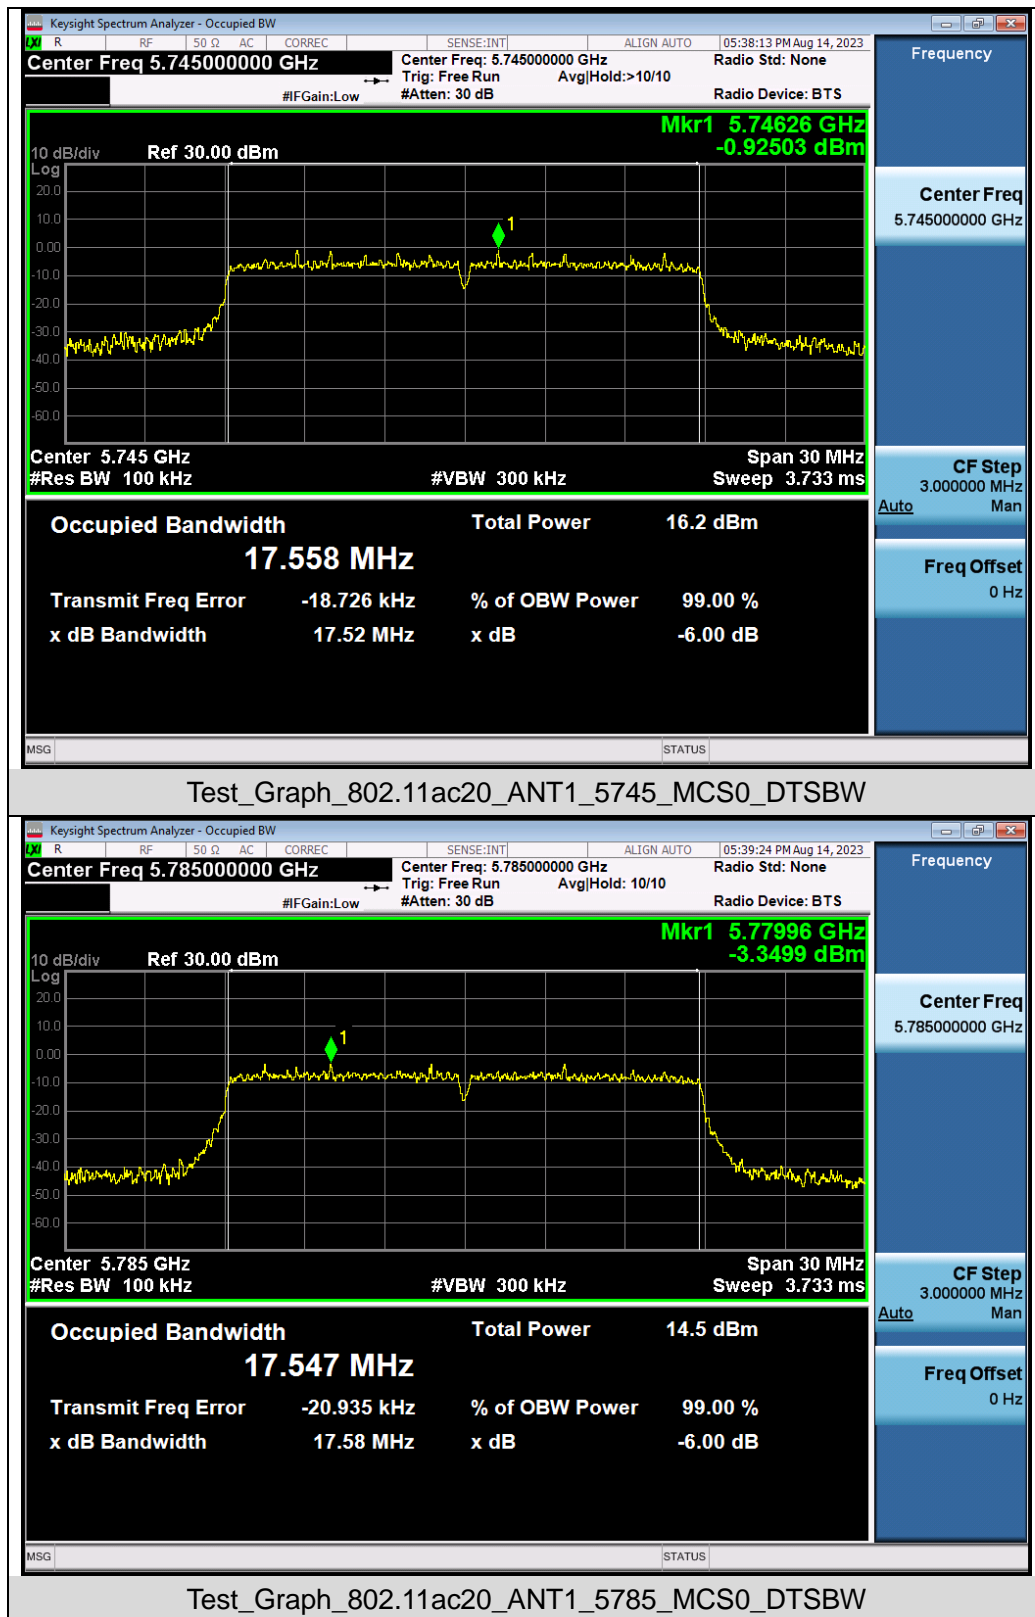 Keysight Spectrum Analyzer - Occupied BW
LXI R RF 50 Ω AC CORREC SENSE:INT ALIGN AUTO 05:38:13 PM Aug 14, 2023
Center Freq 5.745000000 GHz Center Freq: 5.745000000 GHz Radio Std: None
Trig: Free Run Avg|Hold:>10/10
#IFGain:Low #Atten: 30 dB Radio Device: BTS
Mkr1 5.74626 GHz
-0.92503 dBm
10 dB/div Ref 30.00 dBm
Log
20.0
10.0
1
0.00
-10.0
-20.0
-30.0
-40.0
-50.0
-60.0
Center 5.745 GHz Span 30 MHz
#Res BW 100 kHz #VBW 300 kHz Sweep 3.733 ms
Occupied Bandwidth Total Power 16.2 dBm
17.558 MHz
Transmit Freq Error -18.726 kHz % of OBW Power 99.00 %
x dB Bandwidth 17.52 MHz x dB -6.00 dB
MSG STATUS
Frequency
Center Freq
5.745000000 GHz
CF Step
3.000000 MHz
Auto Man
Freq Offset
0 Hz
Test_Graph_802.11ac20_ANT1_5745_MCS0_DTSBW
Keysight Spectrum Analyzer - Occupied BW
LXI R RF 50 Ω AC CORREC SENSE:INT ALIGN AUTO 05:39:24 PM Aug 14, 2023
Center Freq 5.785000000 GHz Center Freq: 5.785000000 GHz Radio Std: None
Trig: Free Run Avg|Hold: 10/10
#IFGain:Low #Atten: 30 dB Radio Device: BTS
Mkr1 5.77996 GHz
-3.3499 dBm
10 dB/div Ref 30.00 dBm
Log
20.0
10.0
1
0.00
-10.0
-20.0
-30.0
-40.0
-50.0
-60.0
Center 5.785 GHz Span 30 MHz
#Res BW 100 kHz #VBW 300 kHz Sweep 3.733 ms
Occupied Bandwidth Total Power 14.5 dBm
17.547 MHz
Transmit Freq Error -20.935 kHz % of OBW Power 99.00 %
x dB Bandwidth 17.58 MHz x dB -6.00 dB
MSG STATUS
Frequency
Center Freq
5.785000000 GHz
CF Step
3.000000 MHz
Auto Man
Freq Offset
0 Hz
Test_Graph_802.11ac20_ANT1_5785_MCS0_DTSBW